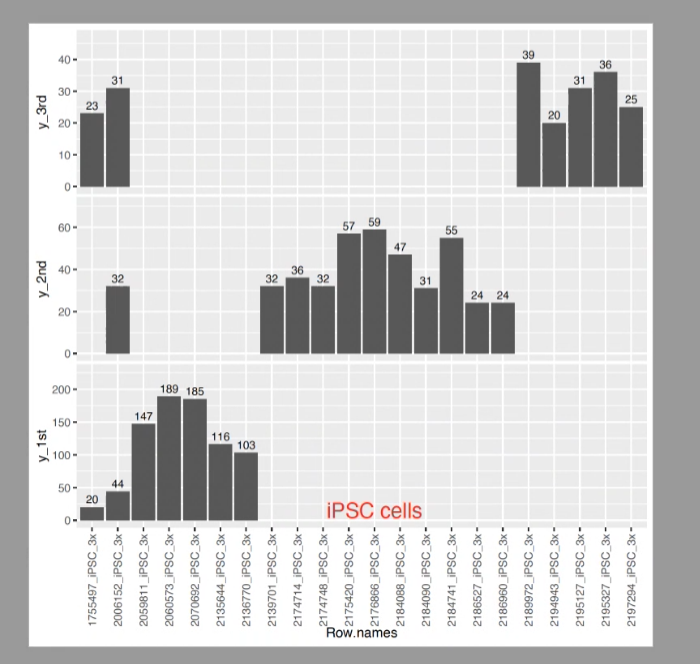 y_3rd
40
30
20
10
0
23
31
39
20
31
36
25
y_2nd
60
40
20
0
32
32
36
32
57
59
47
31
55
24
24
y_1st
200
150
100
50
0
20
44
147
189
185
116
103
iPSC cells
1755497_iPSC_3x
2006152_iPSC_3x
2059811_iPSC_3x
2060573_iPSC_3x
2070692_iPSC_3x
2135644_iPSC_3x
2136770_iPSC_3x
2139701_iPSC_3x
2174714_iPSC_3x
2174748_iPSC_3x
2175420_iPSC_3x
2176866_iPSC_3x
2184088_iPSC_3x
2184090_iPSC_3x
2184741_iPSC_3x
2186527_iPSC_3x
2186960_iPSC_3x
2189972_iPSC_3x
2194943_iPSC_3x
2195127_iPSC_3x
2195327_iPSC_3x
2197294_iPSC_3x
Row.names